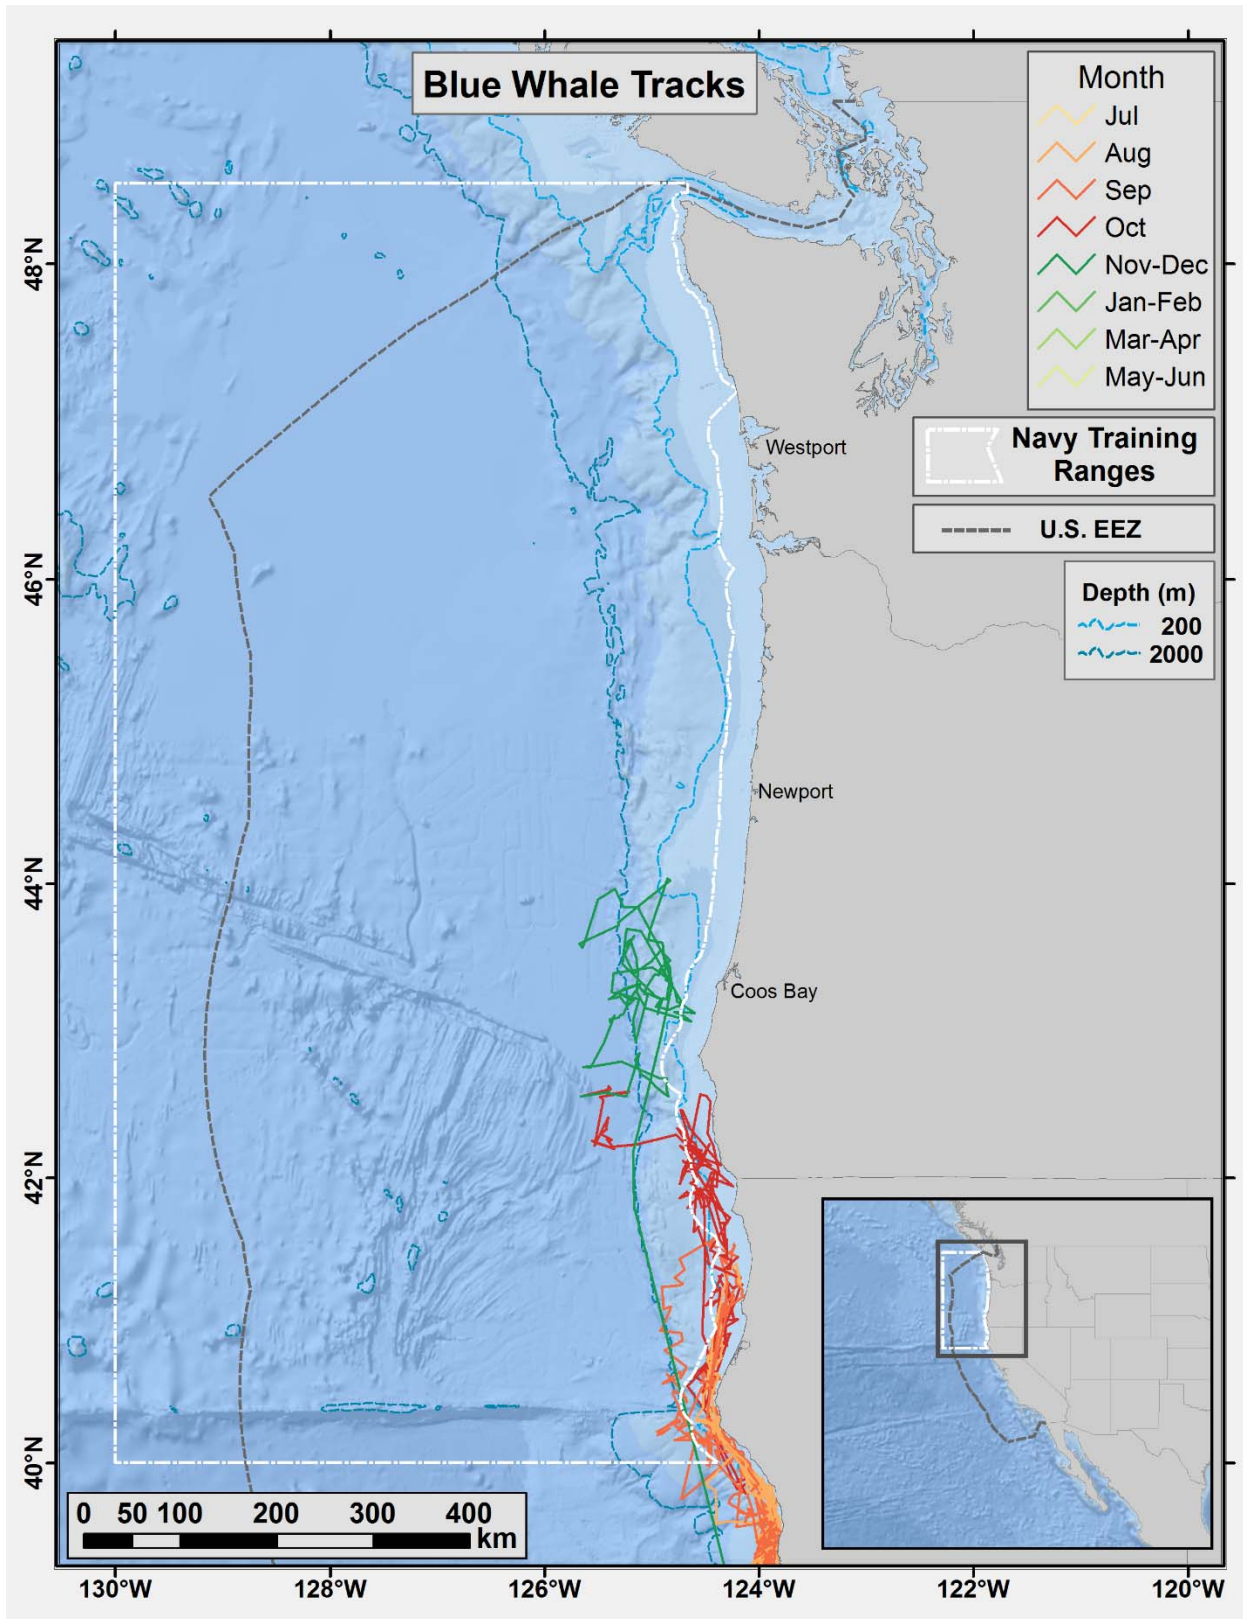 Blue Whale Tracks
Month
Jul
Aug
Sep
Oct
Nov-Dec
Jan-Feb
Mar-Apr
May-Jun
Navy Training
Ranges
U.S. EEZ
Depth (m)
200
2000
48°N
46°N
44°N
42°N
40°N
Westport
Newport
Coos Bay
0 50 100 200 300 400
km
130°W 128°W 126°W 124°W 122°W 120°W